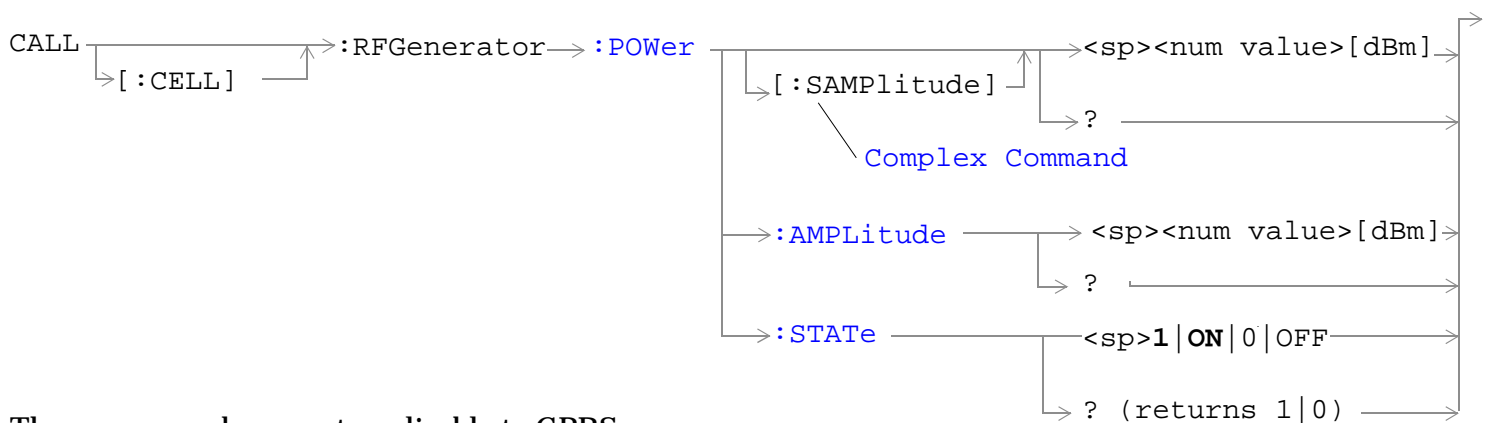 CALL :RFGenerator :POWer <sp><num value>[dBm]
[:CELL] [:SAMPlitude]
?
Complex Command
:AMPLitude <sp><num value>[dBm]
?
:STATe <sp>1|ON|0|OFF
? (returns 1|0)